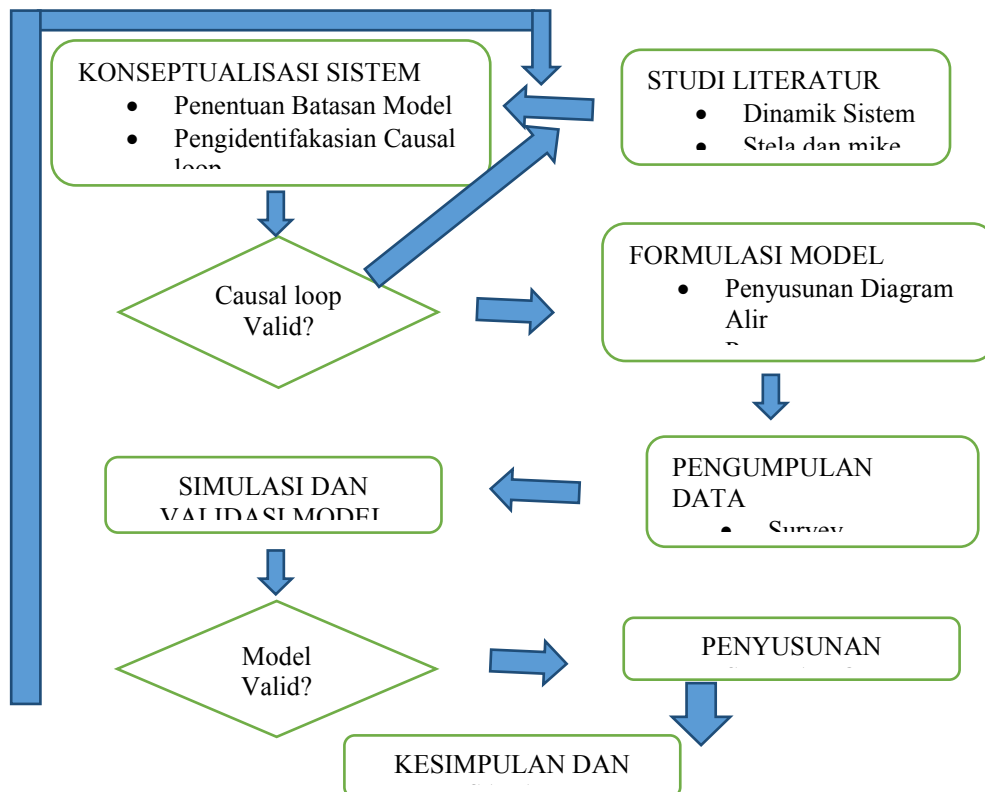 KONSEPTUALISASI SISTEM
• Penentuan Batasan Model
• Pengidentifakasian Causal
loop
STUDI LITERATUR
• Dinamik Sistem
• Stela dan mike
Causal loop
Valid?
FORMULASI MODEL
• Penyusunan Diagram
Alir
PENGUMPULAN
DATA
• Survey
SIMULASI DAN
VALIDASI MODEL
Model
Valid?
PENYUSUNAN
KESIMPULAN DAN